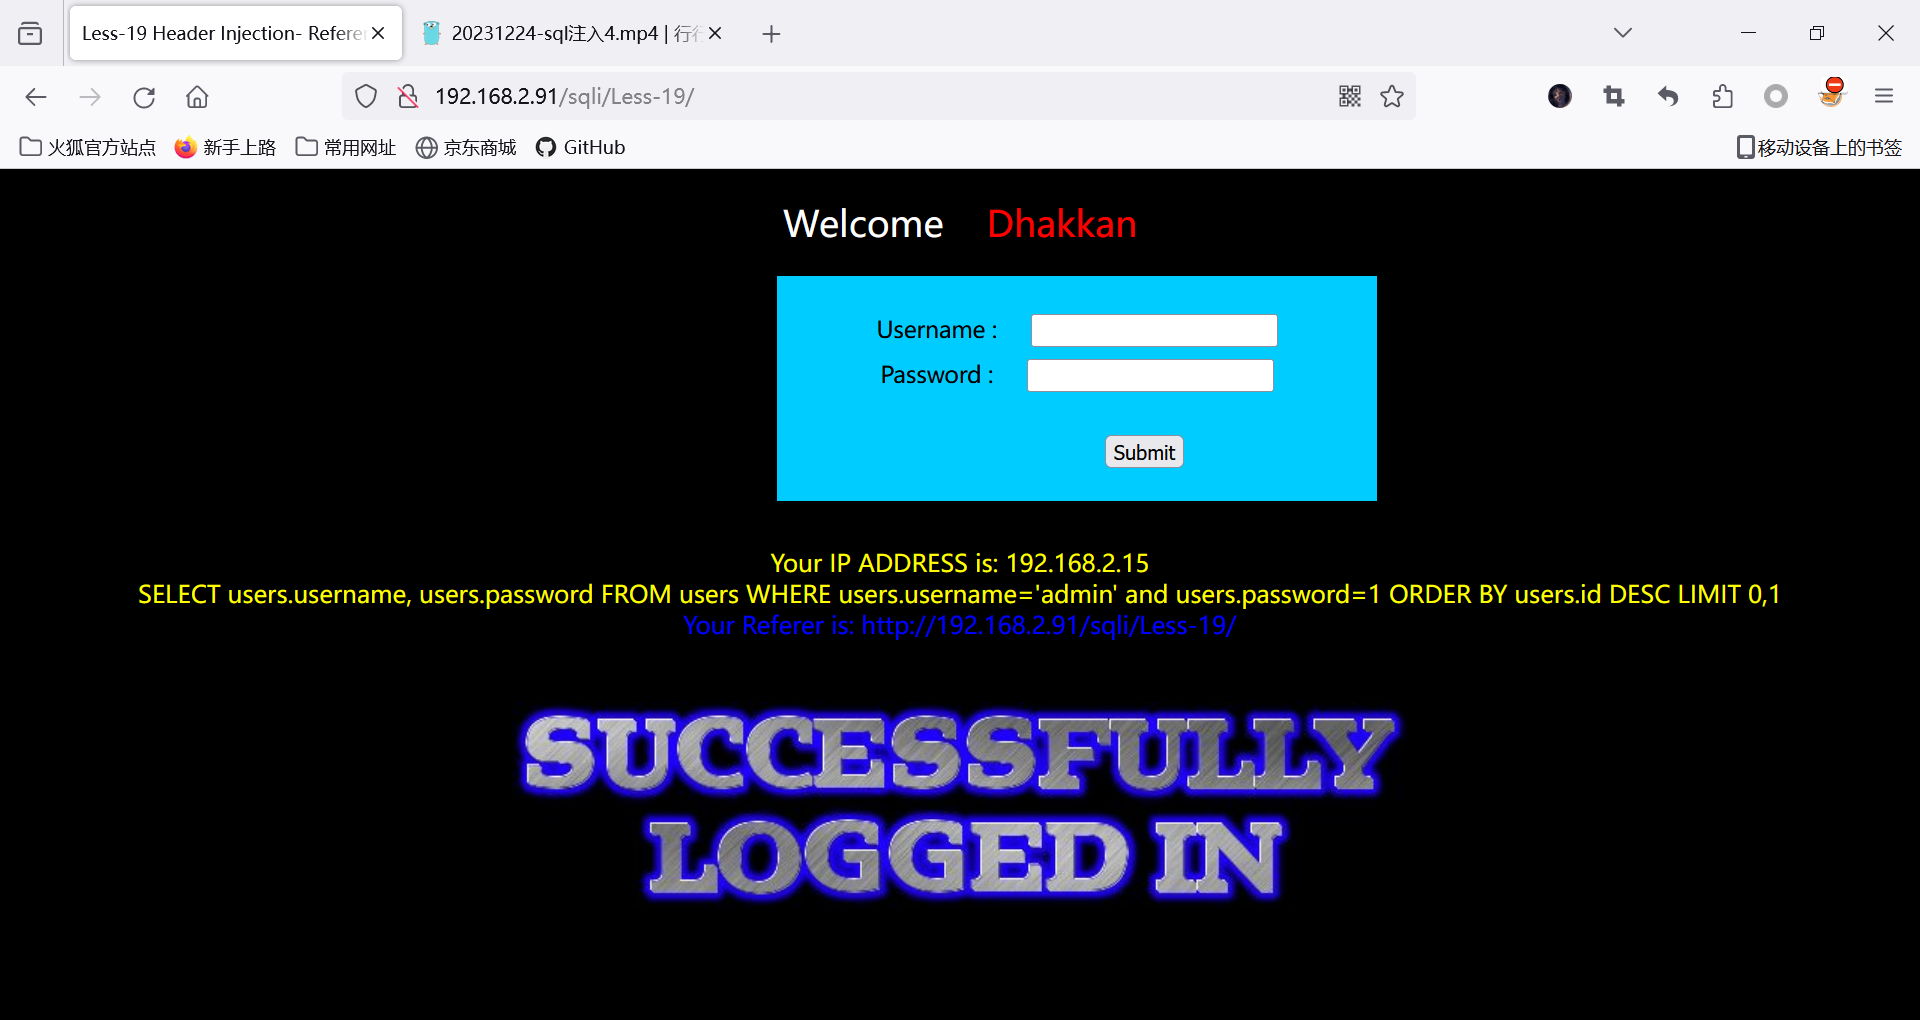 Less-19 Header Injection- Refere
20231224-sql注入4.mp4 | 行
192.168.2.91/sqli/Less-19/
火狐官方站点 新手上路 常用网址 京东商城 GitHub 移动设备上的书签
Welcome Dhakkan
Username :
Password :
Submit
Your IP ADDRESS is: 192.168.2.15
SELECT users.username, users.password FROM users WHERE users.username='admin' and users.password=1 ORDER BY users.id DESC LIMIT 0,1
Your Referer is: http://192.168.2.91/sqli/Less-19/
SUCCESSFULLY
LOGGED IN